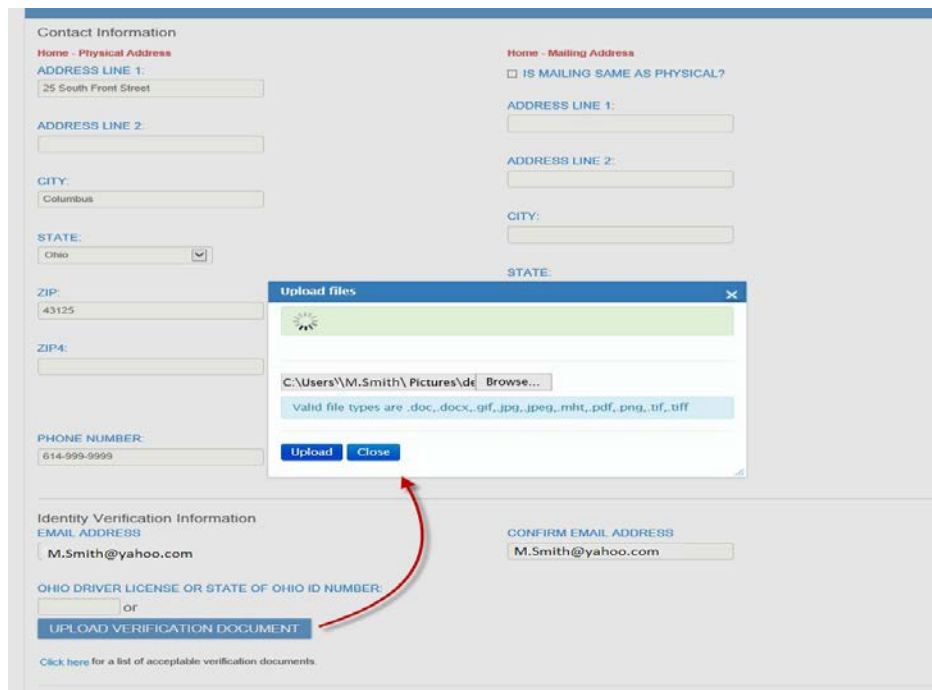 Contact Information
Home - Physical Address
ADDRESS LINE 1:
25 South Front Street
ADDRESS LINE 2:
CITY:
Columbus
STATE:
Ohio
ZIP:
43125
ZIP4:
PHONE NUMBER:
614-999-9999
Home - Mailing Address
IS MAILING SAME AS PHYSICAL?
ADDRESS LINE 1:
ADDRESS LINE 2:
CITY:
STATE:
Upload files
C:\Users\\M.Smith\ Pictures\de Browse...
Valid file types are .doc,.docx,.gif,.jpg,.jpeg,.mht,.pdf,.png,.tif,.tiff
Upload Close
Identity Verification Information
EMAIL ADDRESS
M.Smith@yahoo.com
CONFIRM EMAIL ADDRESS
M.Smith@yahoo.com
OHIO DRIVER LICENSE OR STATE OF OHIO ID NUMBER:
or
UPLOAD VERIFICATION DOCUMENT
Click here for a list of acceptable verification documents.